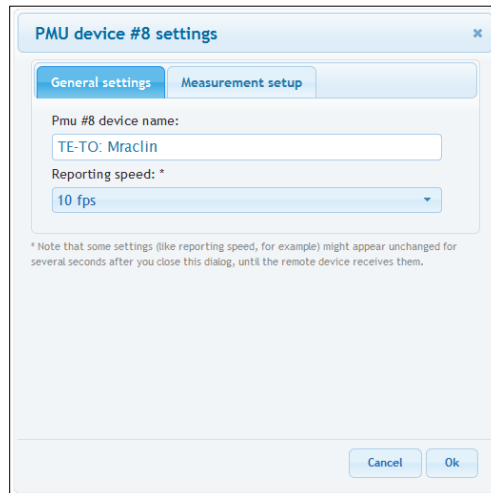 PMU device #8 settings
General settings Measurement setup
Pmu #8 device name:
TE-TO: Mraclin
Reporting speed: *
10 fps
* Note that some settings (like reporting speed, for example) might appear unchanged for
several seconds after you close this dialog, until the remote device receives them.
Cancel Ok